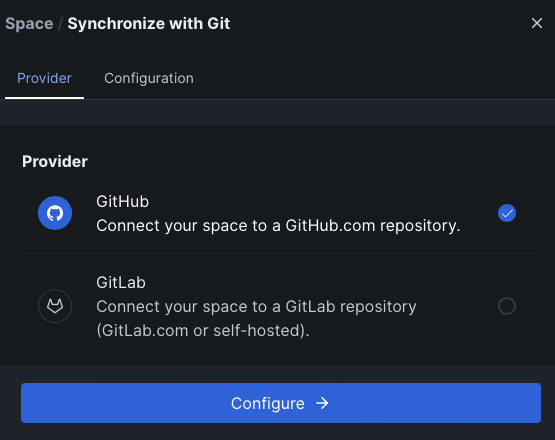 Space / Synchronize with Git
Provider
Configuration
Provider
GitHub
Connect your space to a GitHub.com repository.
GitLab
Connect your space to a GitLab repository
(GitLab.com or self-hosted).
Configure →